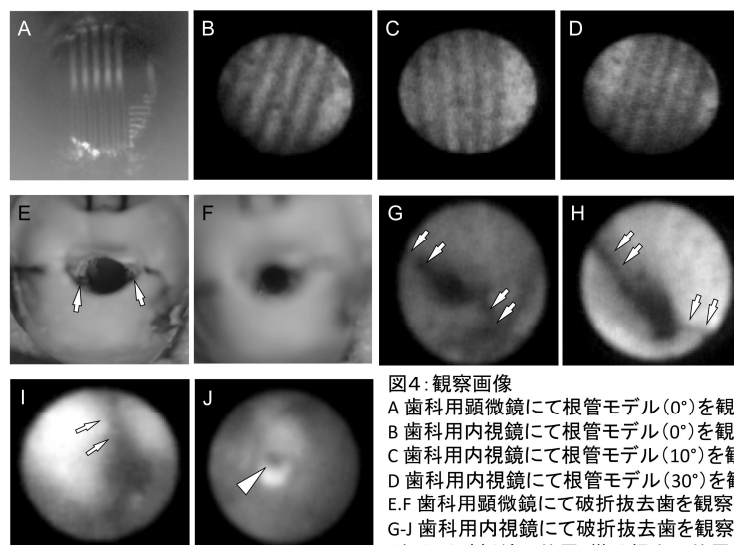 A
B
C
D
E
F
G
H
I
J
図4：観察画像
A 歯科用顕微鏡にて根管モデル（0°）を観
B 歯科用内視鏡にて根管モデル（0°）を観
C 歯科用内視鏡にて根管モデル（10°）を観
D 歯科用内視鏡にて根管モデル（30°）を観
E.F 歯科用顕微鏡にて破折抜去歯を観察
G-J 歯科用内視鏡にて破折抜去歯を観察